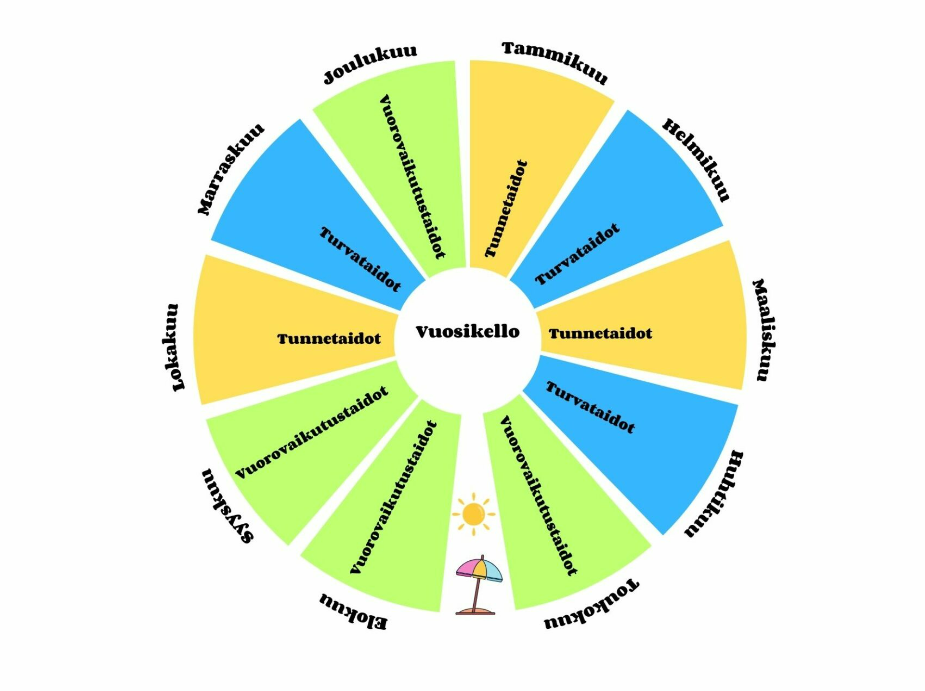 Vuosikello
Tammikuu
Tunnetaidot
Helmikuu
Turvataidot
Maaliskuu
Tunnetaidot
Huhtikuu
Turvataidot
Toukokuu
Vuorovaikutustaidot
Elokuu
Vuorovaikutustaidot
Syyskuu
Vuorovaikutustaidot
Lokakuu
Tunnetaidot
Marraskuu
Turvataidot
Joulukuu
Vuorovaikutustaidot